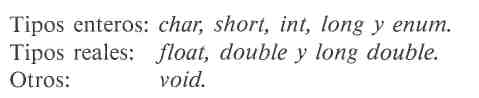 Tipos enteros: char, short, int, long y enum.
Tipos reales: float, double y long double.
Otros: void.